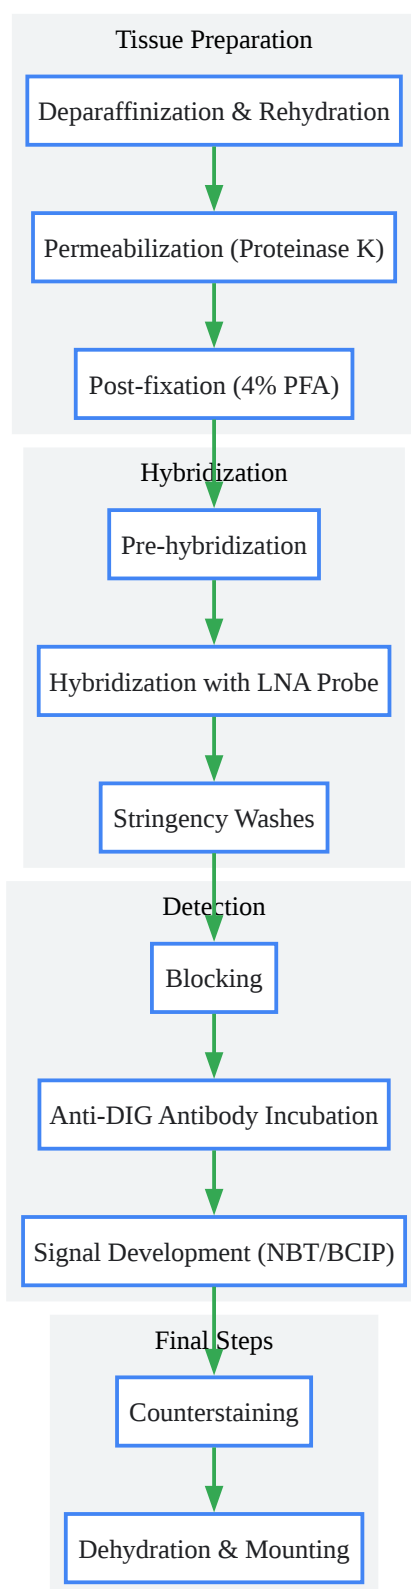 Tissue Preparation
Deparaffinization & Rehydration
Permeabilization (Proteinase K)
Post-fixation (4% PFA)
Hybridization
Pre-hybridization
Hybridization with LNA Probe
Stringency Washes
Detection
Blocking
Anti-DIG Antibody Incubation
Signal Development (NBT/BCIP)
Final Steps
Counterstaining
Dehydration & Mounting